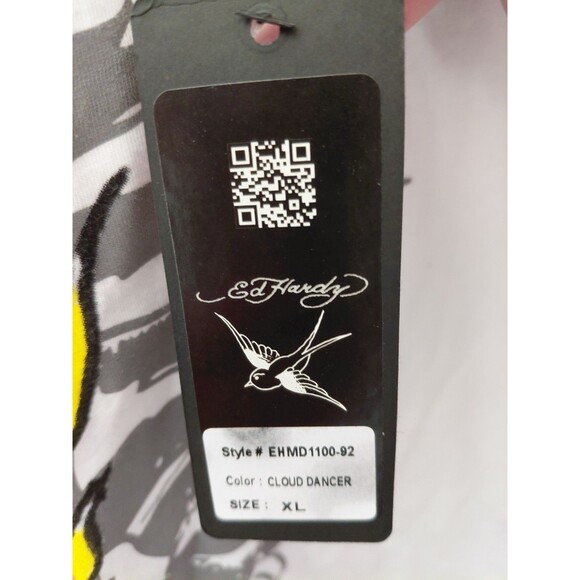 Ed Hardy
Style # EHMD1100-92
Color : CLOUD DANCER
SIZE : XL